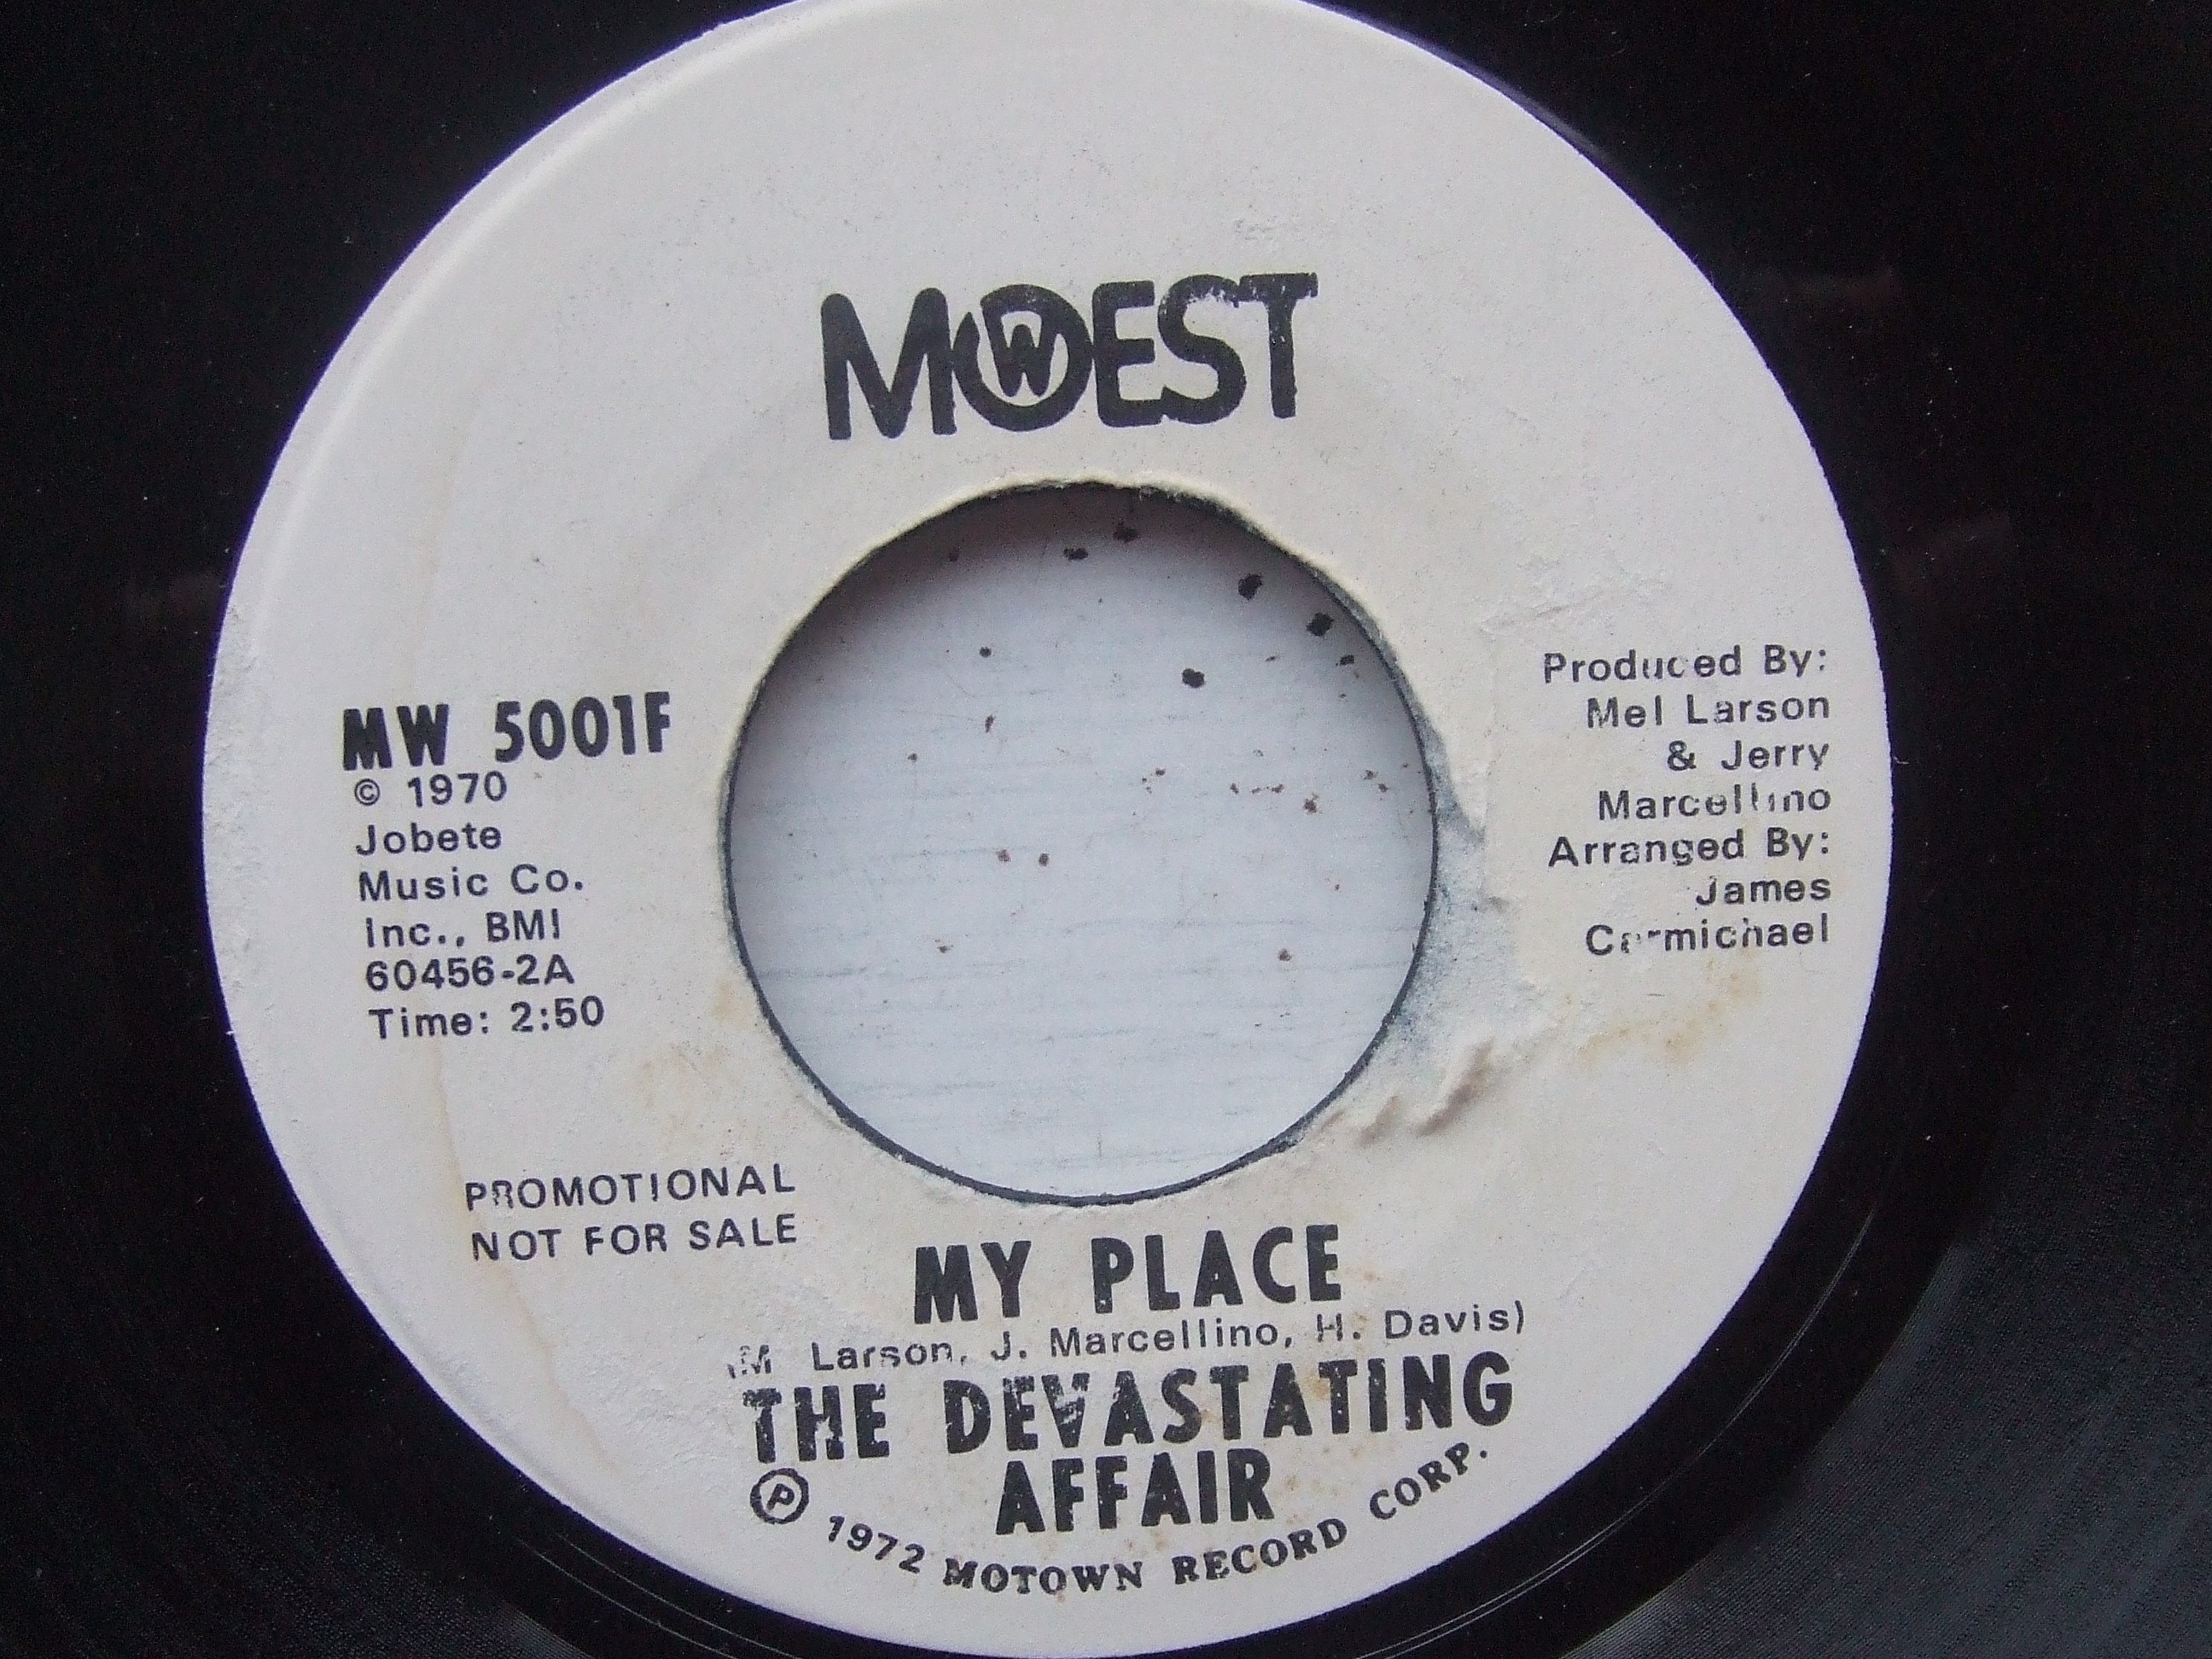 MOWEST
MW 5001F
© 1970
Jobete
Music Co.
Inc., BMI
60456-2A
Time: 2:50
Produced By:
Mel Larson
& Jerry
Marcellino
Arranged By:
James
Carmichael
PROMOTIONAL
NOT FOR SALE
MY PLACE
(M Larson, J. Marcellino, H. Davis)
THE DEVASTATING
AFFAIR
Ⓟ 1972 MOTOWN RECORD CORP.